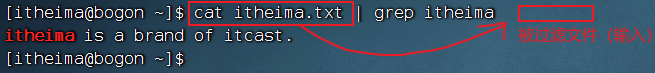 [itheima@bogon ~]$ cat itheima.txt | grep itheima
itheima is a brand of itcast. 被过滤文件（输入）
[itheima@bogon ~]$